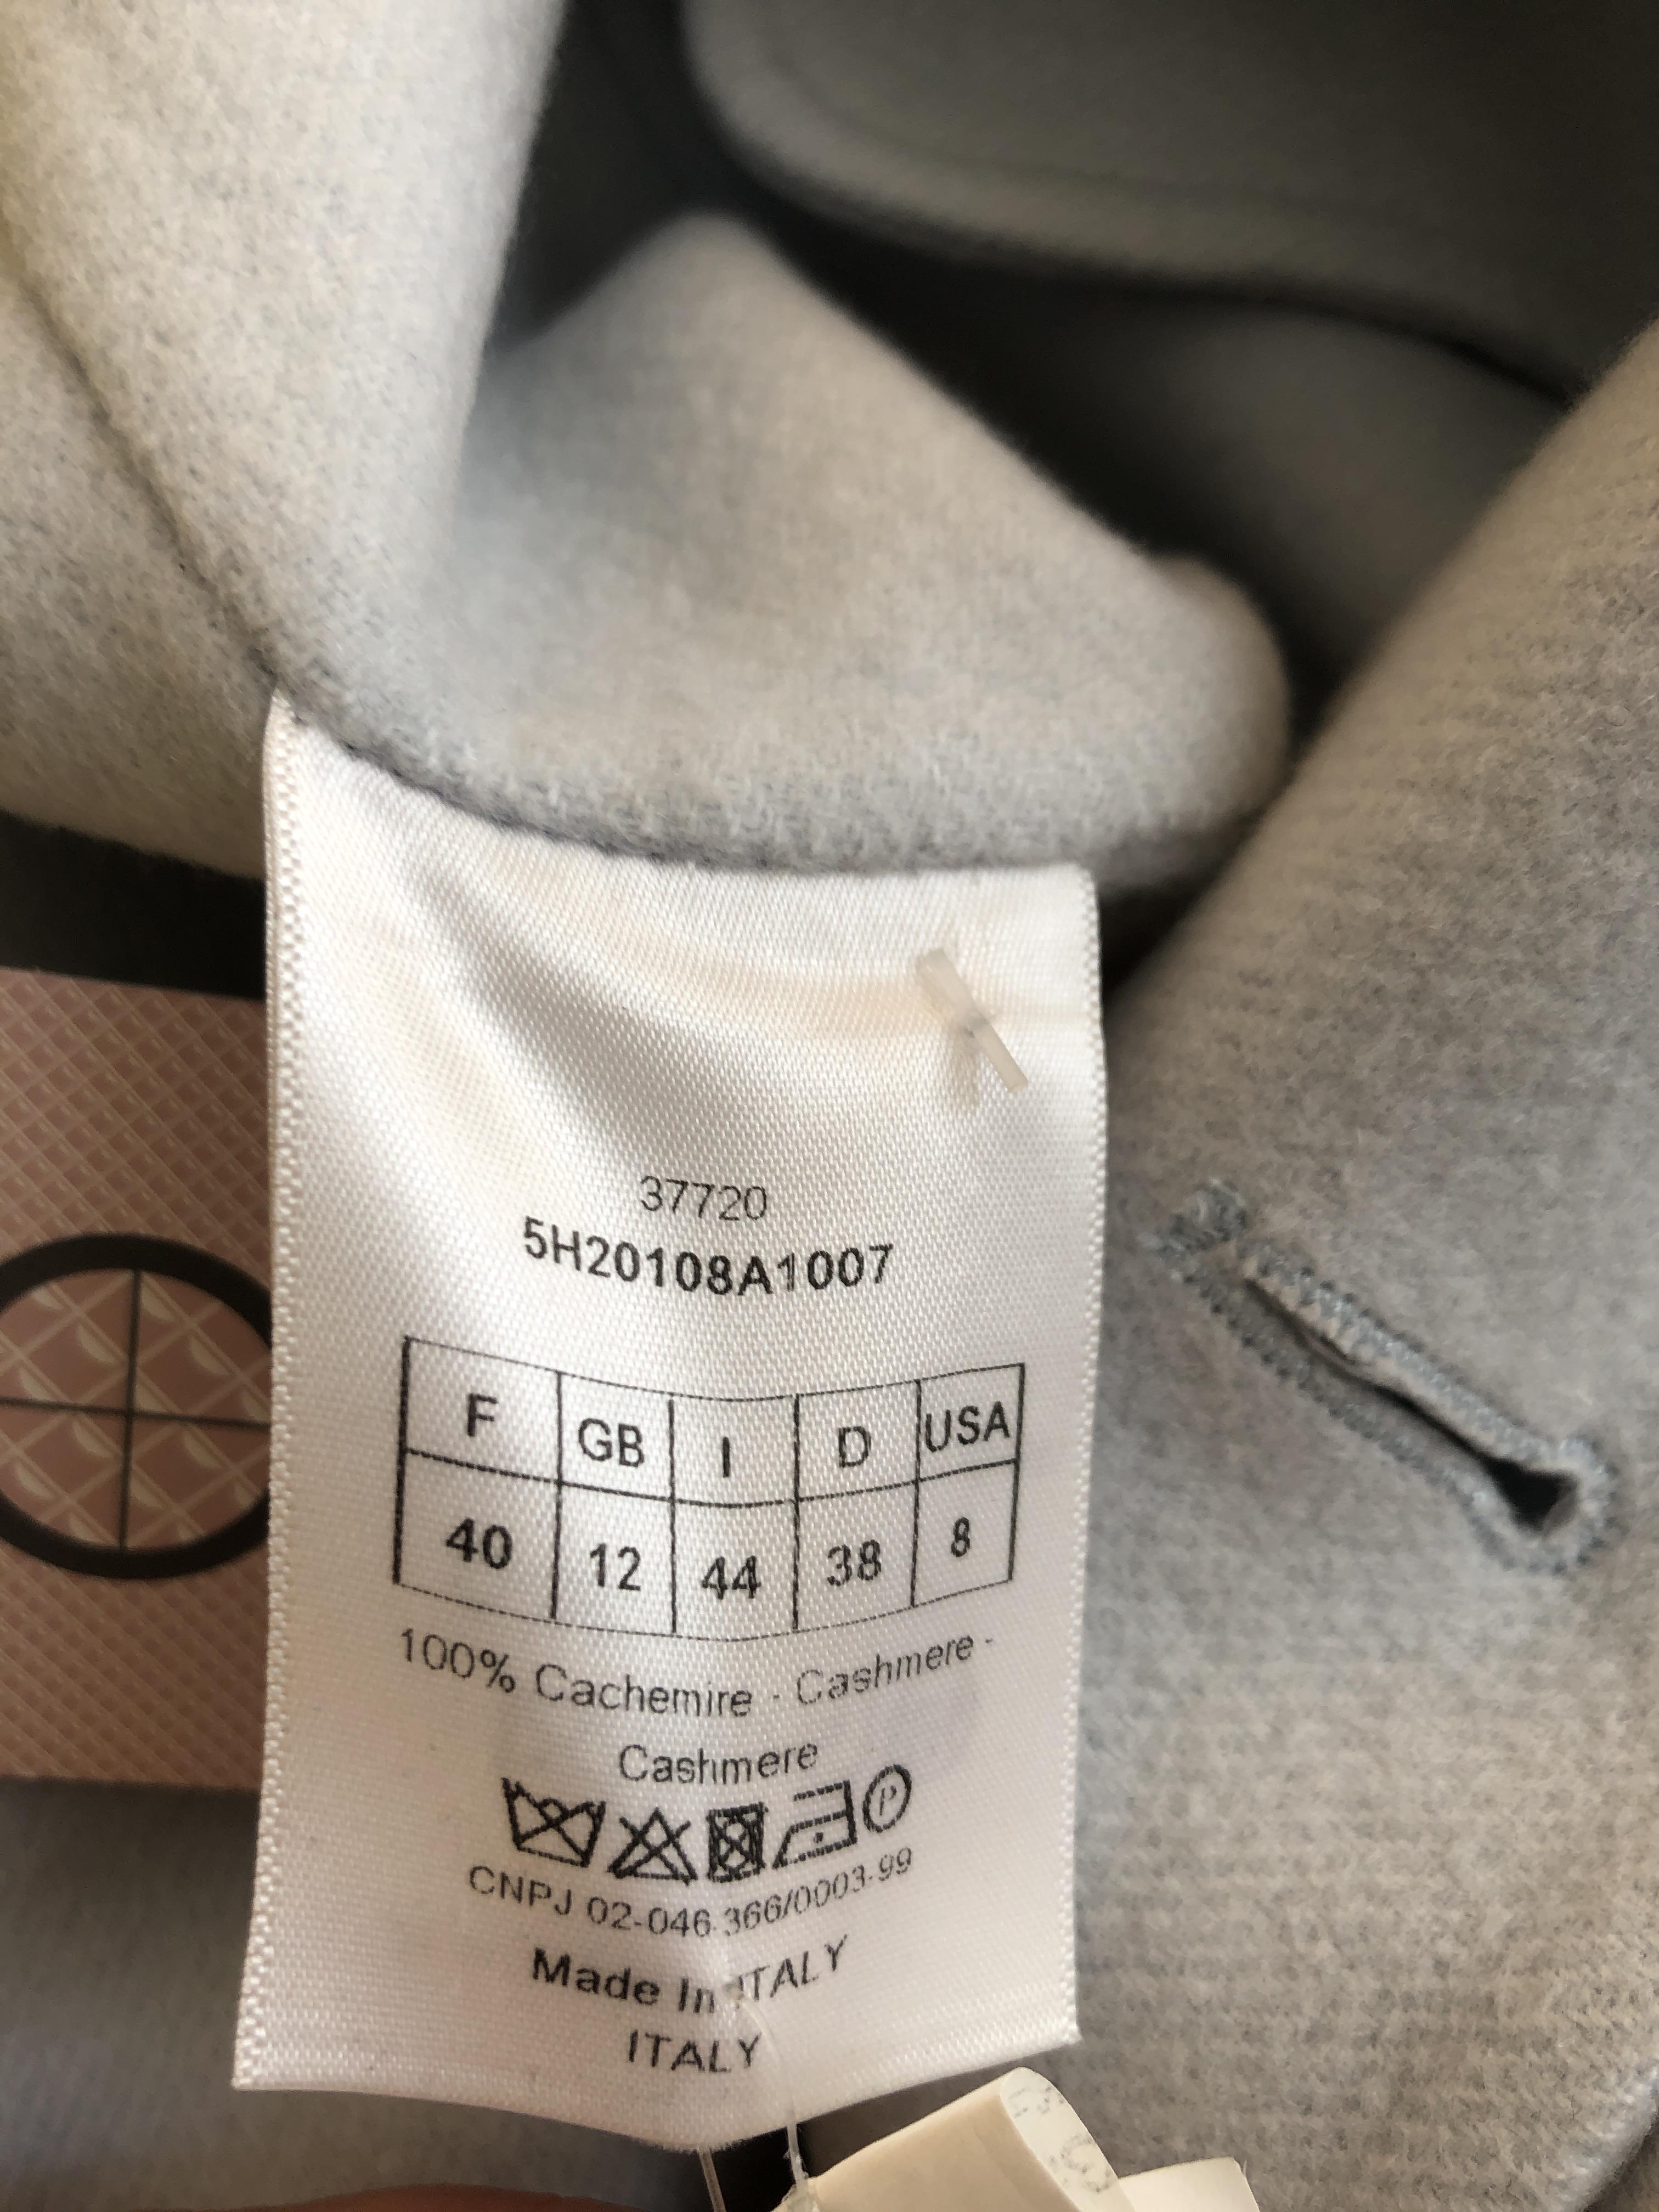 37720
5H20108A1007
F GB I D USA
40 12 44 38 8
100% Cachemire - Cashmere -
Cashmere
P
CNPJ 02-046.366/0003-99
Made In ITALY
ITALY